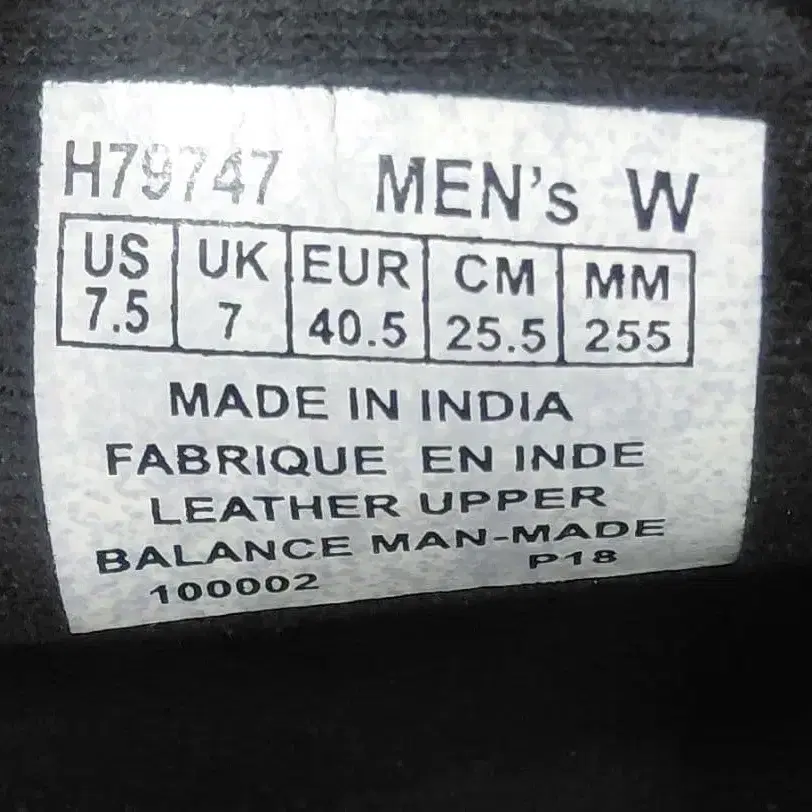 H79747 MEN's W
US UK EUR CM MM
7.5 7 40.5 25.5 255
MADE IN INDIA
FABRIQUE EN INDE
LEATHER UPPER
BALANCE MAN-MADE
100002 P18